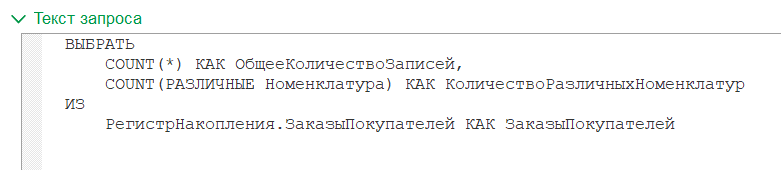 Текст запроса
ВЫБРАТЬ
COUNT(*) КАК ОбщееКоличествоЗаписей,
COUNT(РАЗЛИЧНЫЕ Номенклатура) КАК КоличествоРазличныхНоменклатур
ИЗ
РегистрНакопления.ЗаказыПокупателей КАК ЗаказыПокупателей